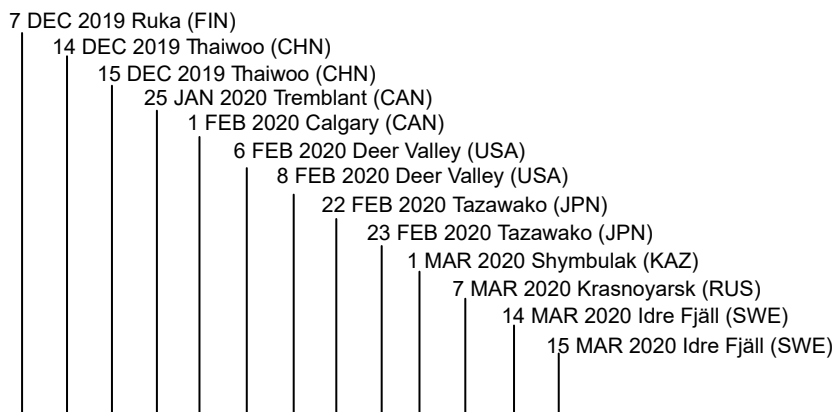 7 DEC 2019 Ruka (FIN)
14 DEC 2019 Thaiwoo (CHN)
15 DEC 2019 Thaiwoo (CHN)
25 JAN 2020 Tremblant (CAN)
1 FEB 2020 Calgary (CAN)
6 FEB 2020 Deer Valley (USA)
8 FEB 2020 Deer Valley (USA)
22 FEB 2020 Tazawako (JPN)
23 FEB 2020 Tazawako (JPN)
1 MAR 2020 Shymbulak (KAZ)
7 MAR 2020 Krasnoyarsk (RUS)
14 MAR 2020 Idre Fjäll (SWE)
15 MAR 2020 Idre Fjäll (SWE)